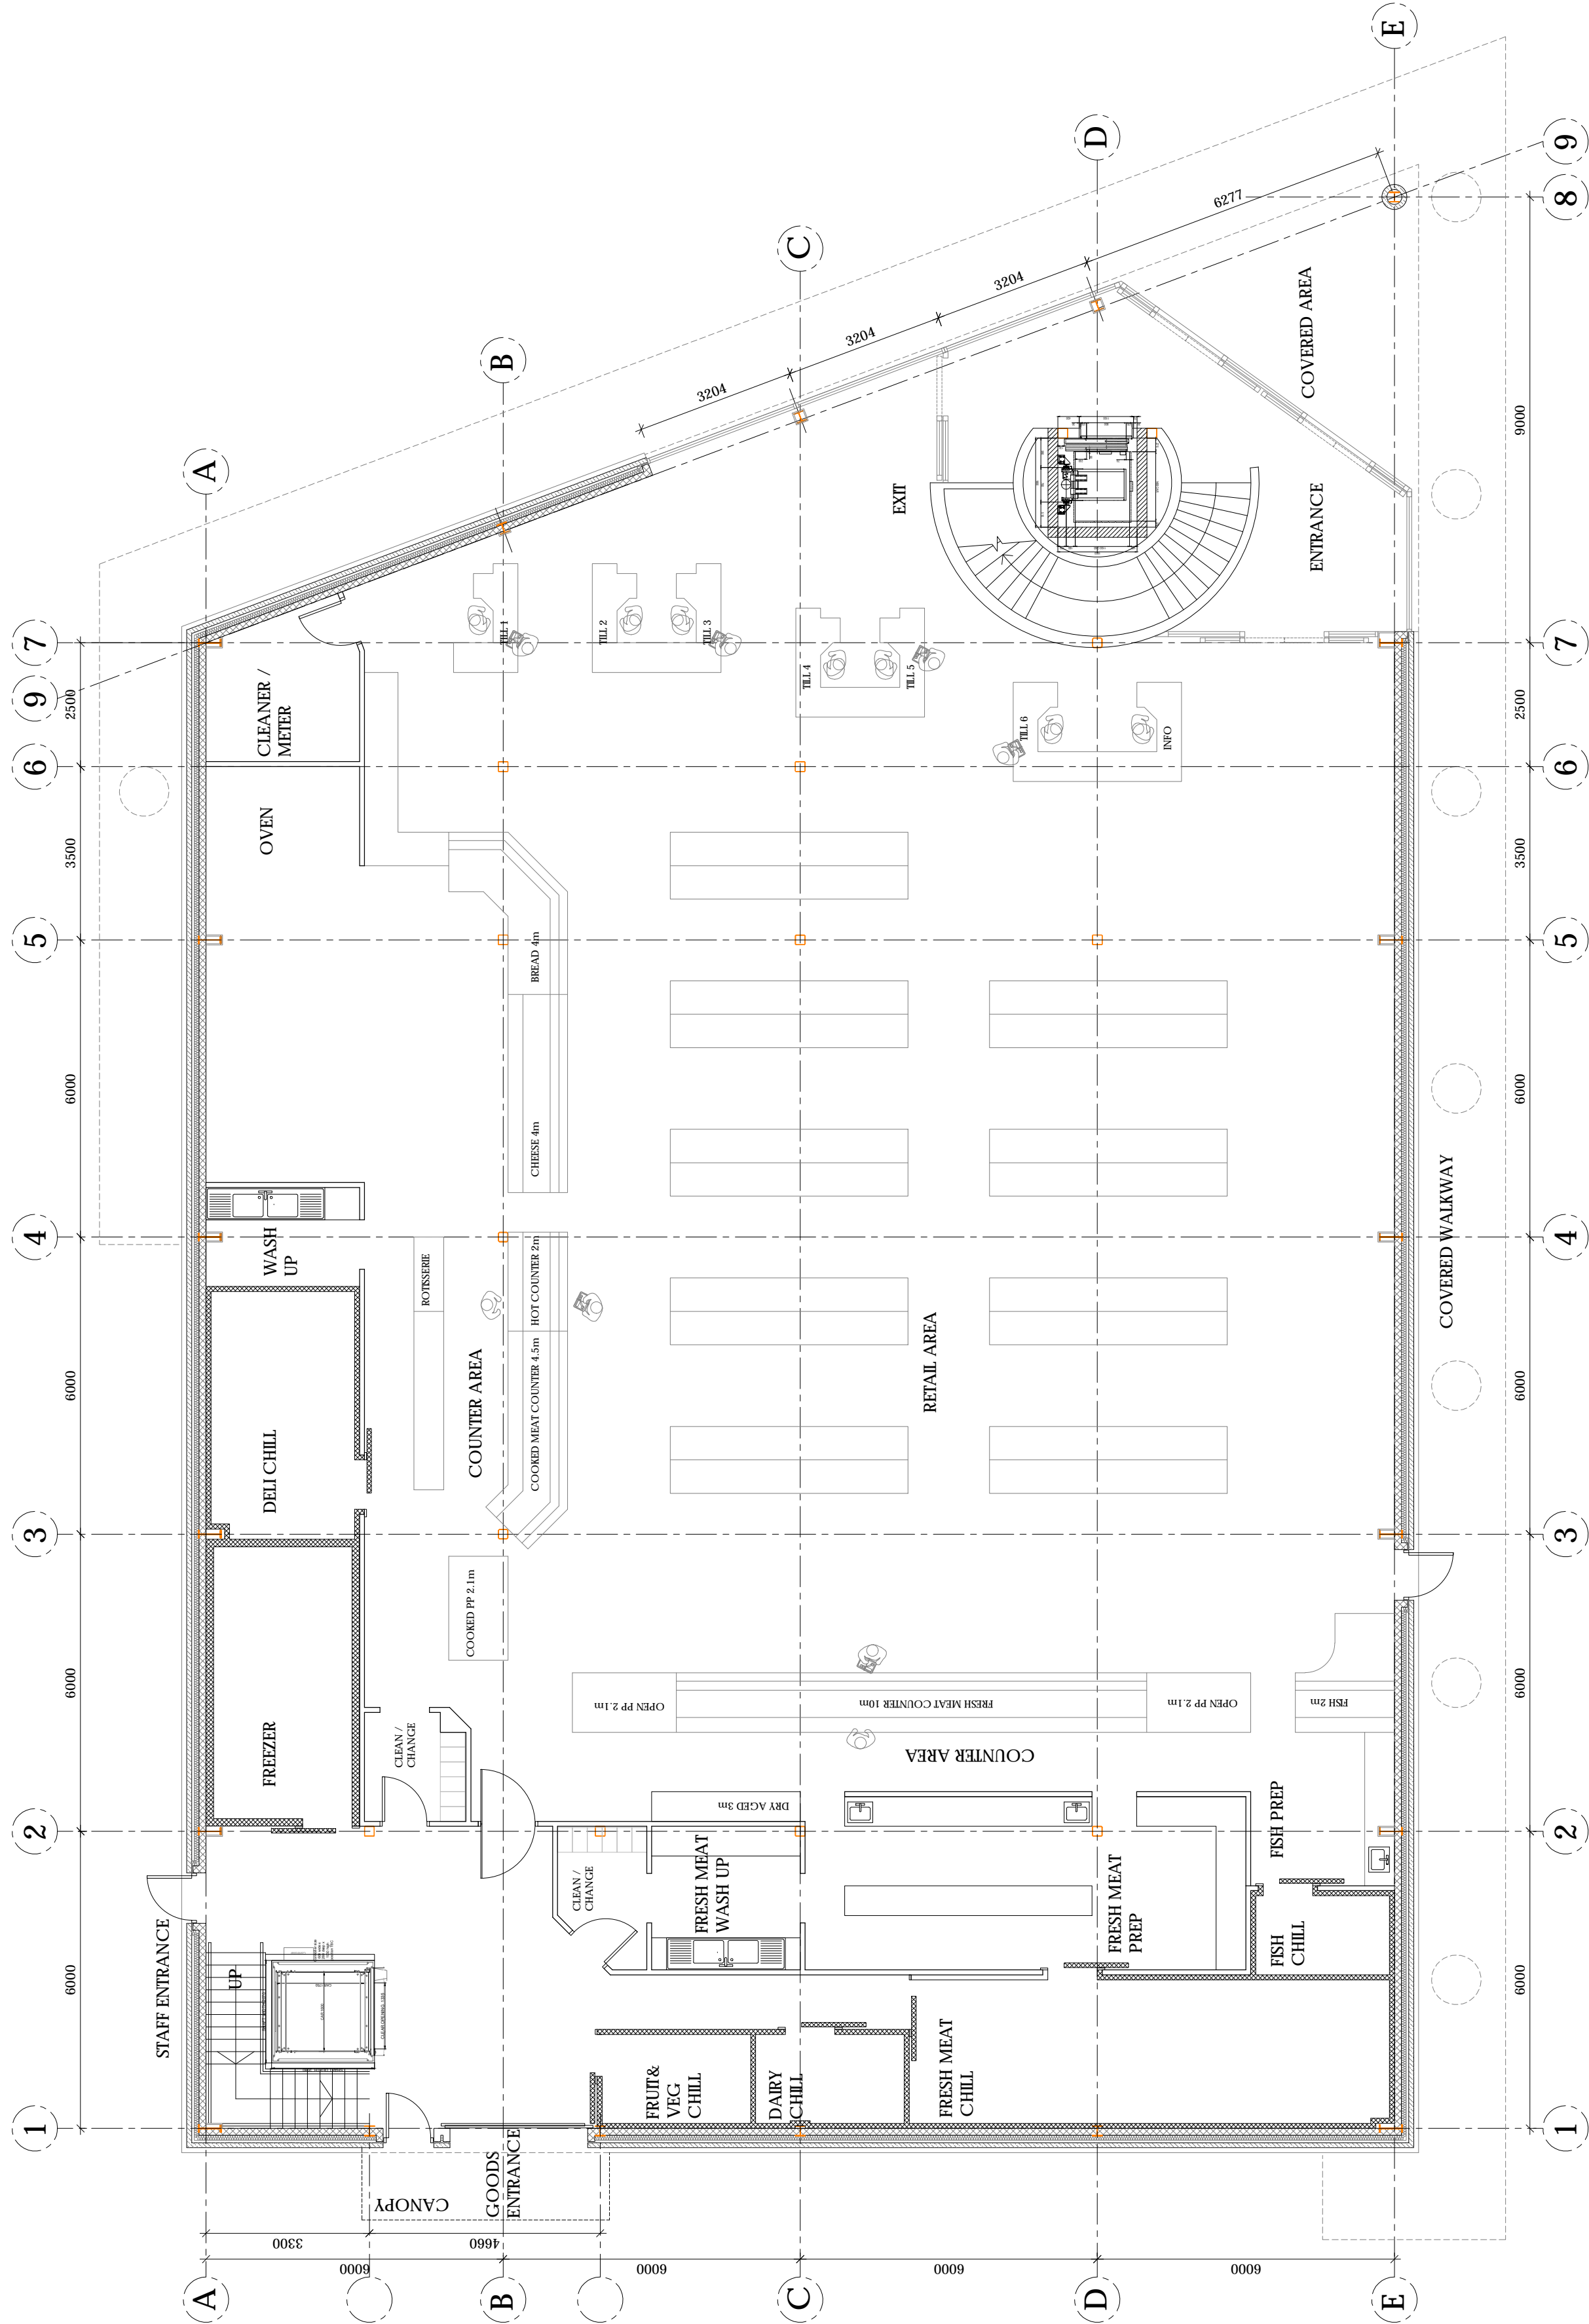 A
B
C
D
E
9
8
6277
3204
3204
3204
9000
COVERED AREA
EXIT
ENTRANCE
TILL 1
TILL 2
TILL 3
TILL 4
TILL 5
TILL 6
INFO
7
7
9
2500
2500
CLEANER /
METER
6
6
OVEN
3500
3500
5
5
BREAD 4m
CHEESE 4m
6000
6000
4
4
WASH
UP
ROTISSERIE
HOT COUNTER 2m
COOKED MEAT COUNTER 4.5m
COUNTER AREA
RETAIL AREA
COVERED WALKWAY
DELI CHILL
6000
6000
3
3
COOKED PP 2.1m
FREEZER
6000
6000
CLEAN /
CHANGE
OPEN PP 2.1m
FRESH MEAT COUNTER 10m
OPEN PP 2.1m
FISH 2m
COUNTER AREA
DRY AGED 3m
2
2
FISH PREP
CLEAN /
CHANGE
FRESH MEAT
WASH UP
FRESH MEAT
PREP
FISH
CHILL
STAFF ENTRANCE
UP
6000
6000
FRUIT&
VEG
CHILL
DAIRY
CHILL
FRESH MEAT
CHILL
1
1
GOODS
ENTRANCE
CANOPY
3300
4660
6000
6000
6000
6000
A
B
C
D
E